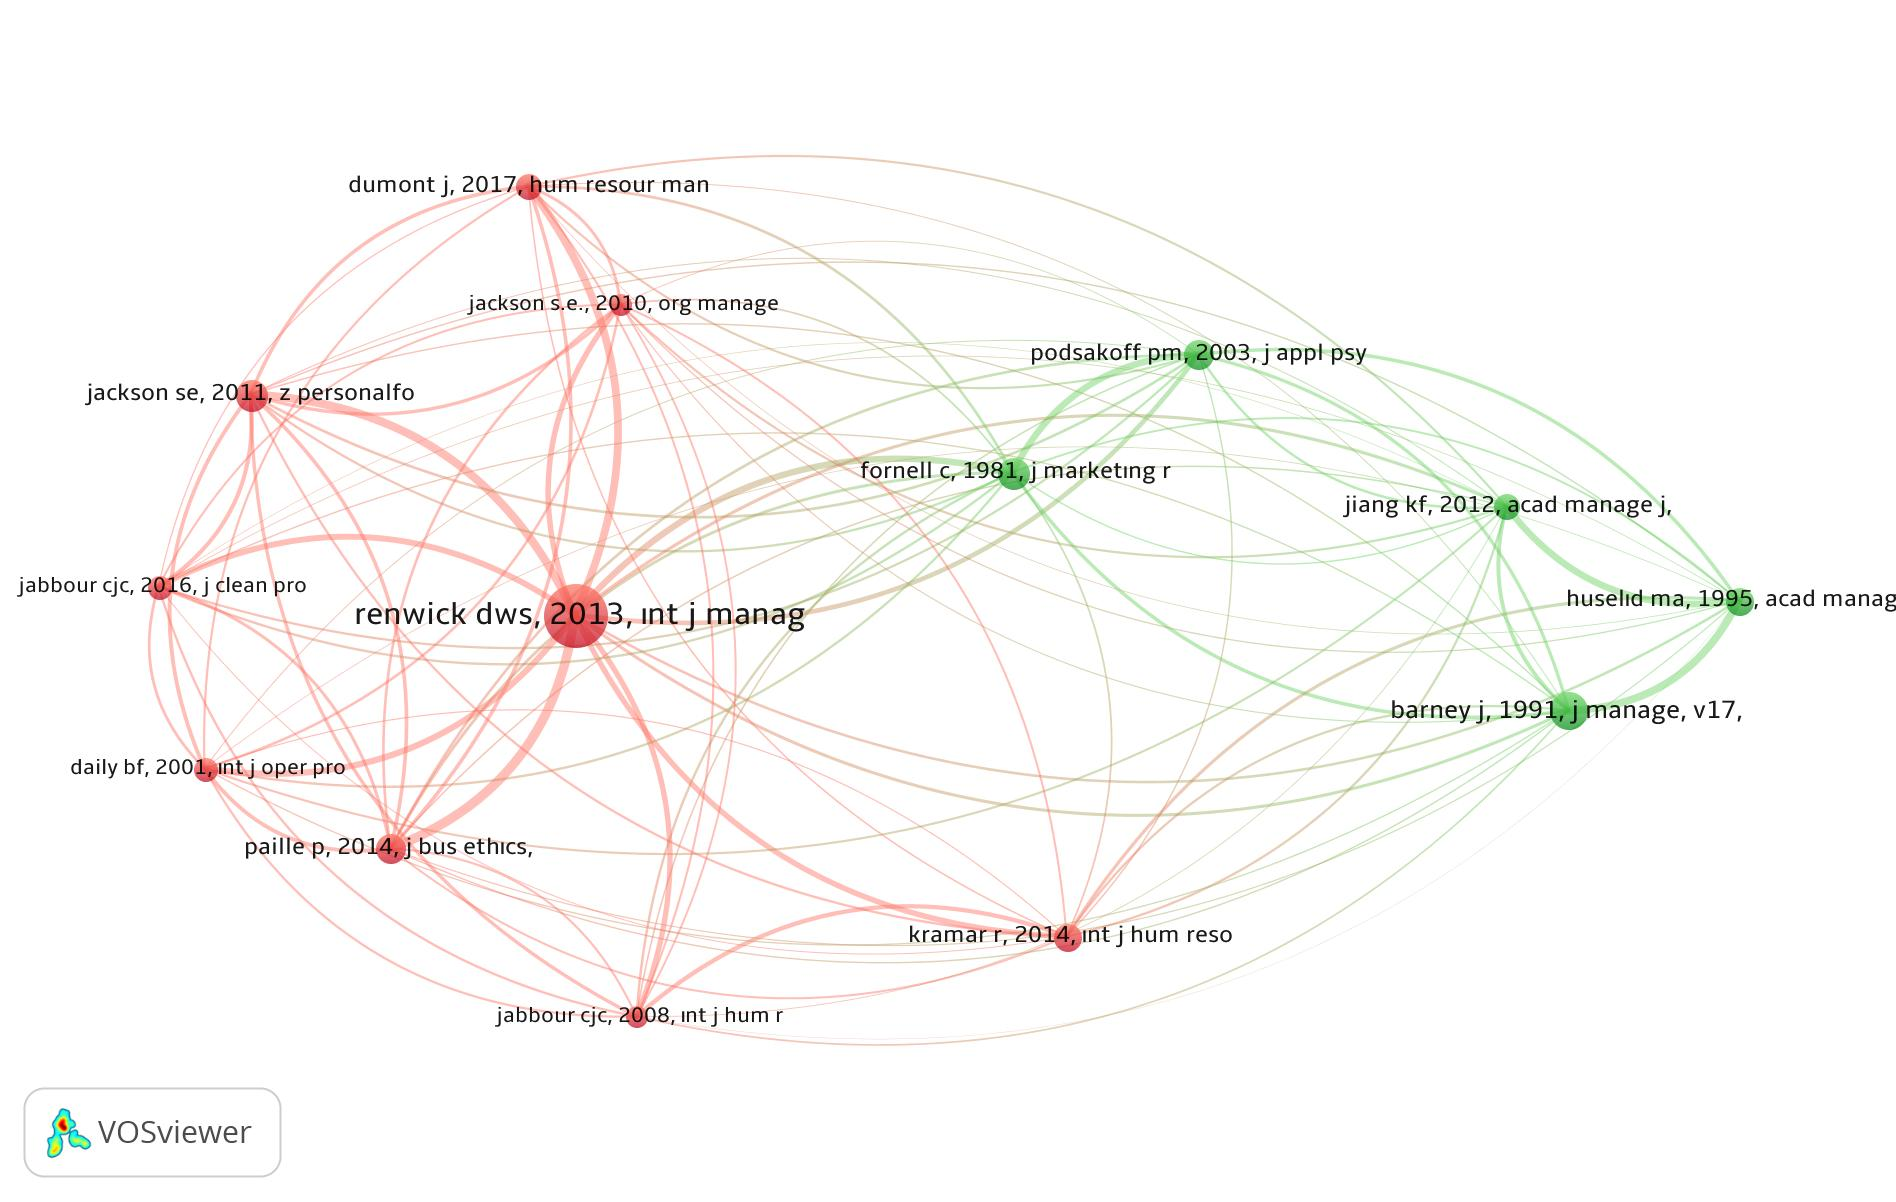 dumont j, 2017, hum resour man
jackson s.e., 2010, org manage
podsakoff pm, 2003, j appl psy
jackson se, 2011, z personalfo
fornell c, 1981, j marketıng r
jiang kf, 2012, acad manage j,
jabbour cjc, 2016, j clean pro
huselıd ma, 1995, acad manag
renwick dws, 2013, ınt j manag
barney j, 1991, j manage, v17,
daily bf, 2001, ınt j oper pro
paille p, 2014, j bus ethıcs,
kramar r, 2014, ınt j hum reso
jabbour cjc, 2008, ınt j hum r
VOSviewer